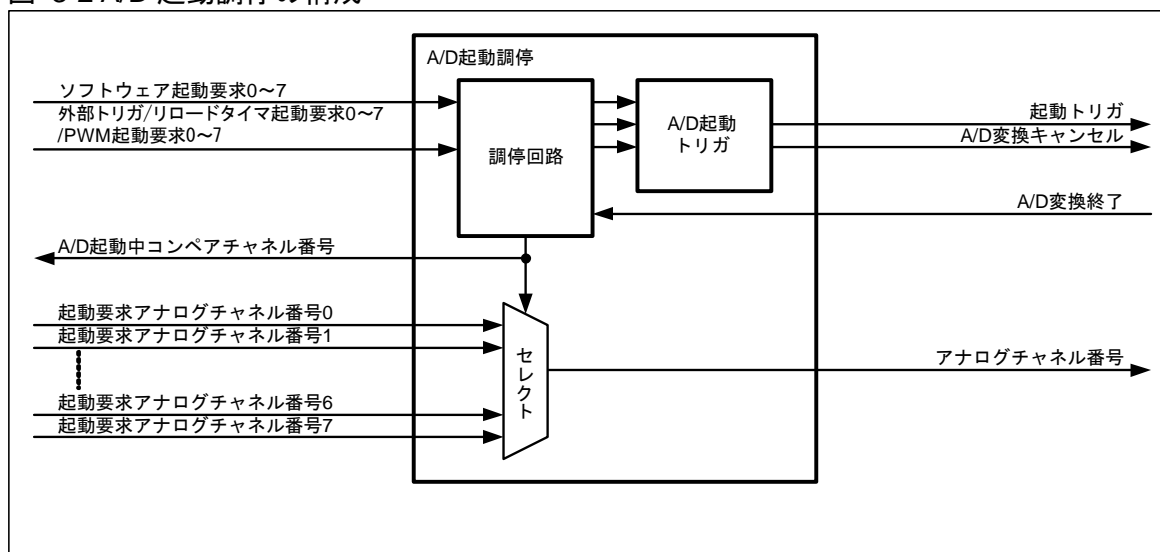 A/D起動調停
ソフトウェア起動要求0～7
外部トリガ/リロードタイマ起動要求0～7
/PWM起動要求0～7
調停回路
A/D起動
トリガ
起動トリガ
A/D変換キャンセル
A/D変換終了
A/D起動中コンペアチャネル番号
起動要求アナログチャネル番号0
起動要求アナログチャネル番号1
セレクト
アナログチャネル番号
起動要求アナログチャネル番号6
起動要求アナログチャネル番号7